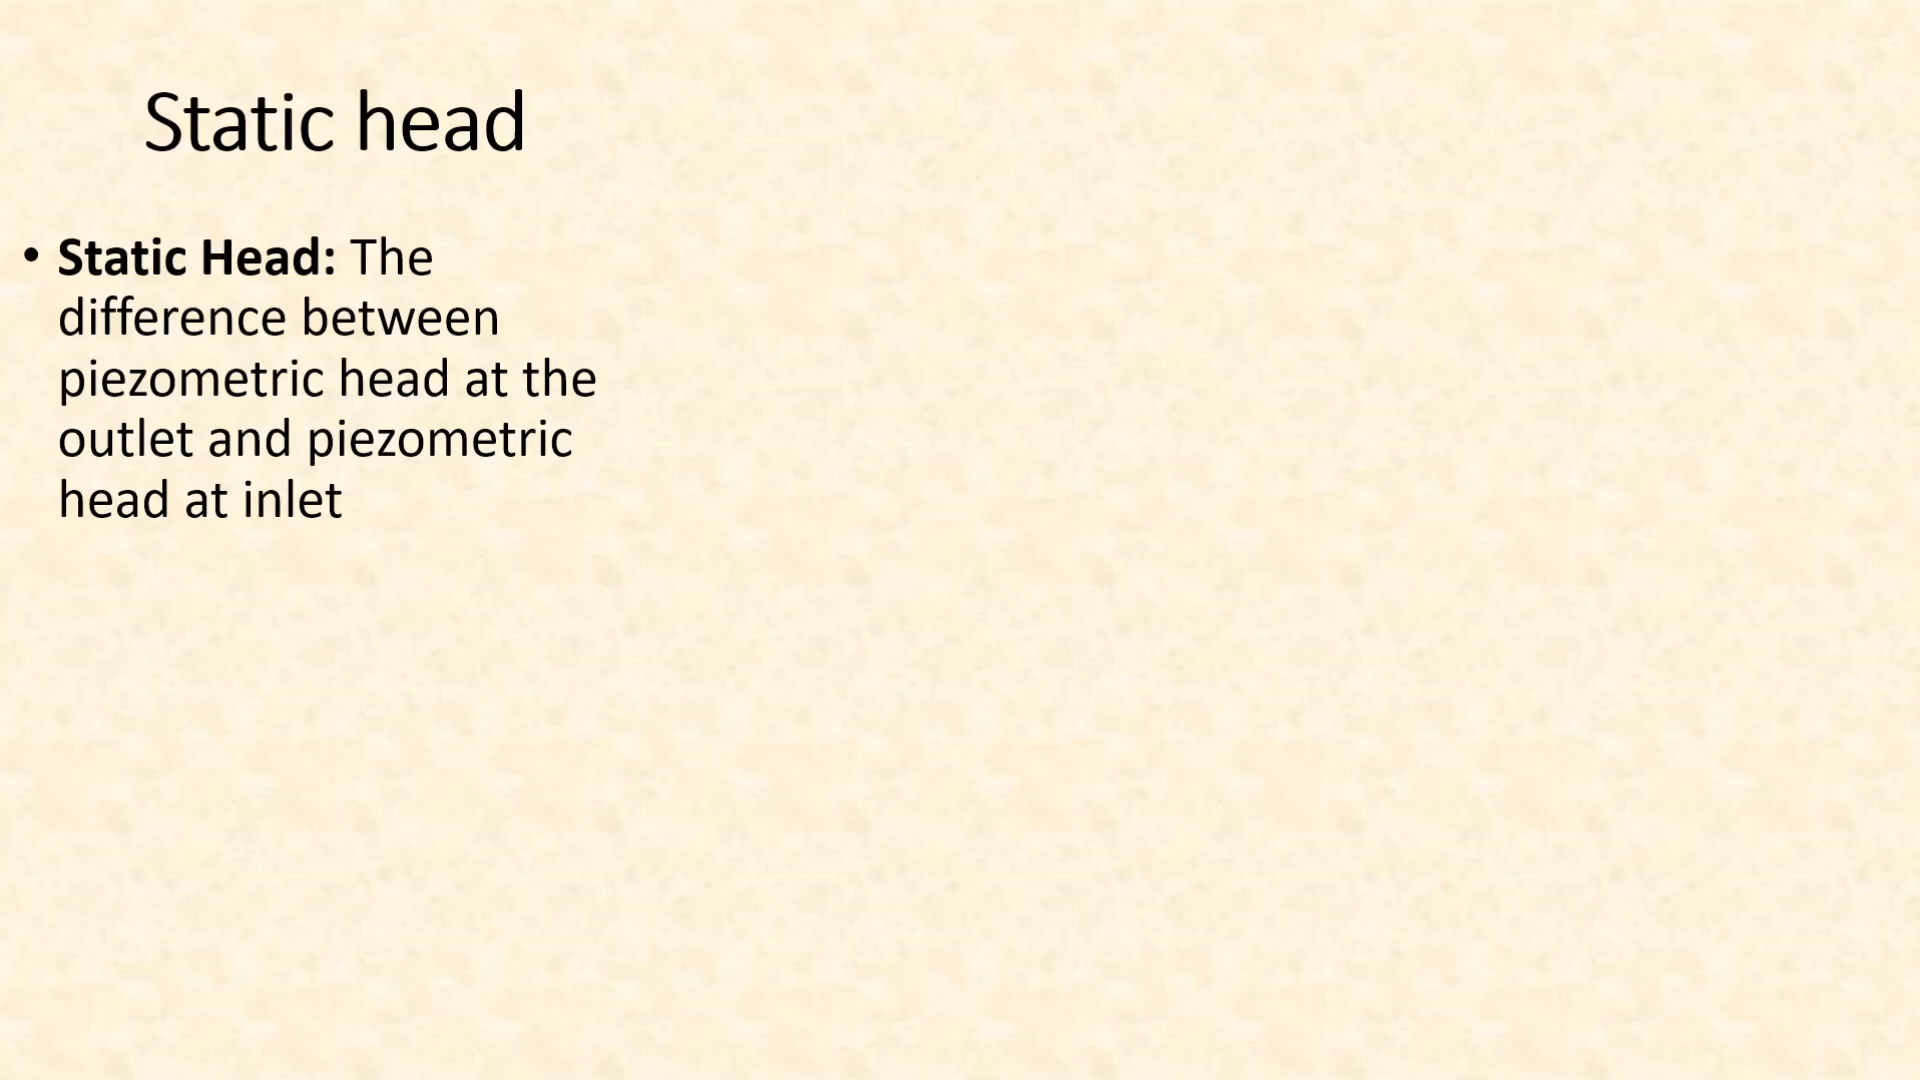 Static head
• Static Head: The
difference between
piezometric head at the
outlet and piezometric
head at inlet